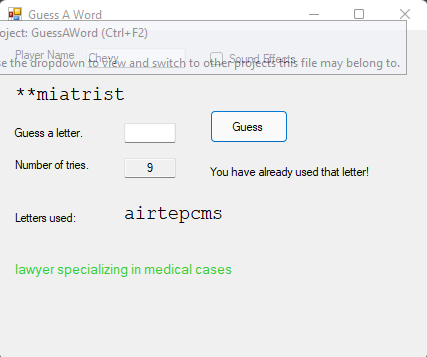 Guess A Word
oject: GuessAWord (Ctrl+F2)
Player Name Chevy Sound Effects
se the dropdown to view and switch to other projects this file may belong to.
**miatrist
Guess a letter. Guess
Number of tries. 9 You have already used that letter!
Letters used: airtepcms
lawyer specializing in medical cases